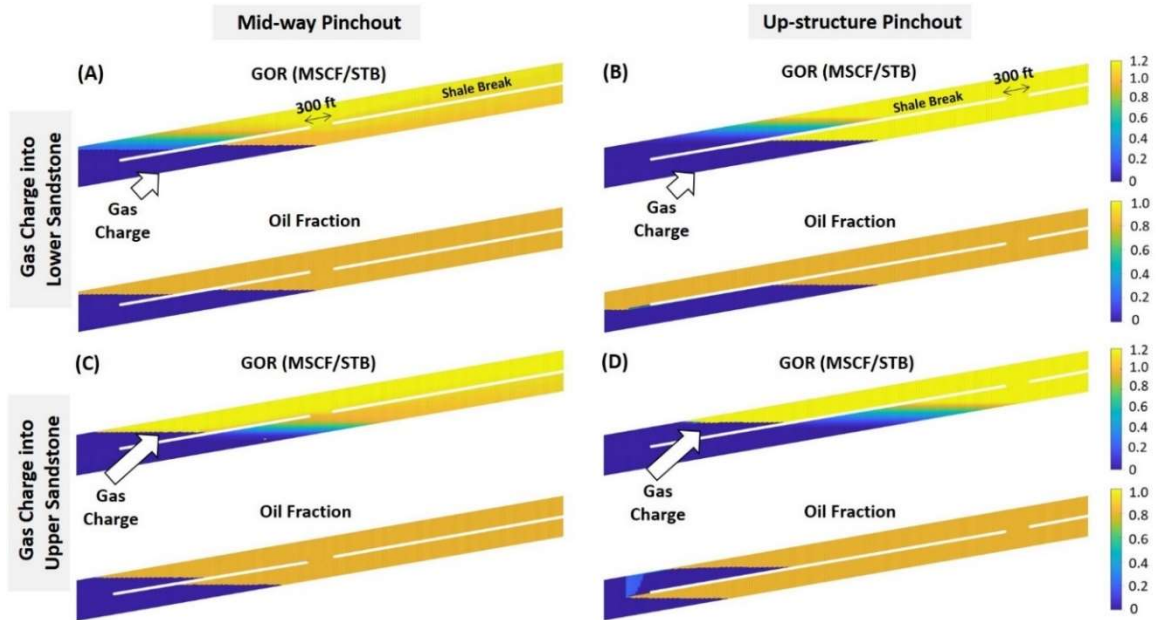 Mid-way Pinchout
Up-structure Pinchout
Gas Charge into
Lower Sandstone
(A)
GOR (MSCF/STB)
Shale Break
300 ft
Gas
Charge
Oil Fraction
(B)
GOR (MSCF/STB)
Shale Break
300 ft
Gas
Charge
Oil Fraction
1.2
1.0
0.8
0.6
0.4
0.2
0
1.0
0.8
0.6
0.4
0.2
0
Gas Charge into
Upper Sandstone
(C)
GOR (MSCF/STB)
Gas
Charge
Oil Fraction
(D)
GOR (MSCF/STB)
Gas
Charge
Oil Fraction
1.2
1.0
0.8
0.6
0.4
0.2
0
1.0
0.8
0.6
0.4
0.2
0